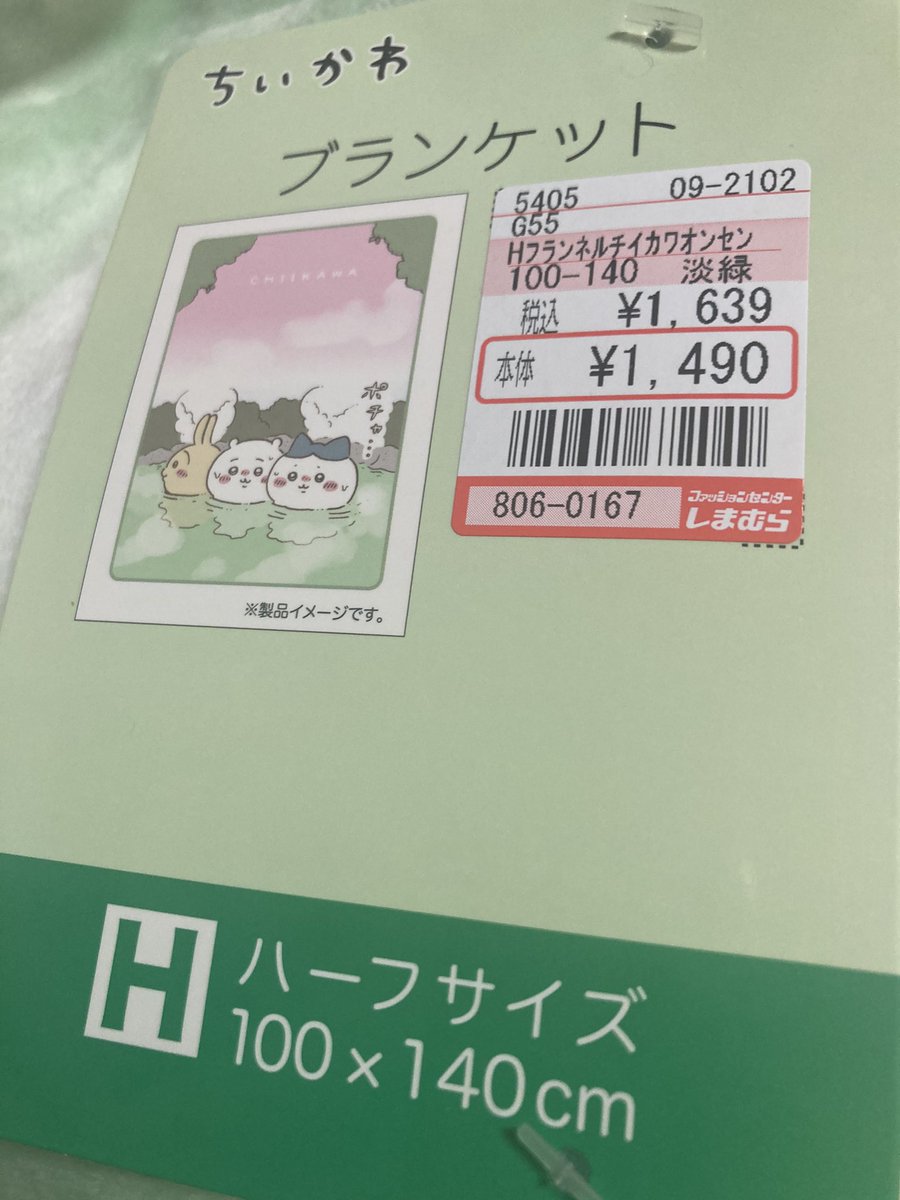 ちいかわ
ブランケット
CHIIKAWA
ポチャ…
※製品イメージです。
5405 09-2102
G55
Hフランネルチイカワオンセン
100-140 淡緑
税込 ¥1,639
本体 ¥1,490
806-0167
ファッションセンター
しまむら
H
ハーフサイズ
100×140cm